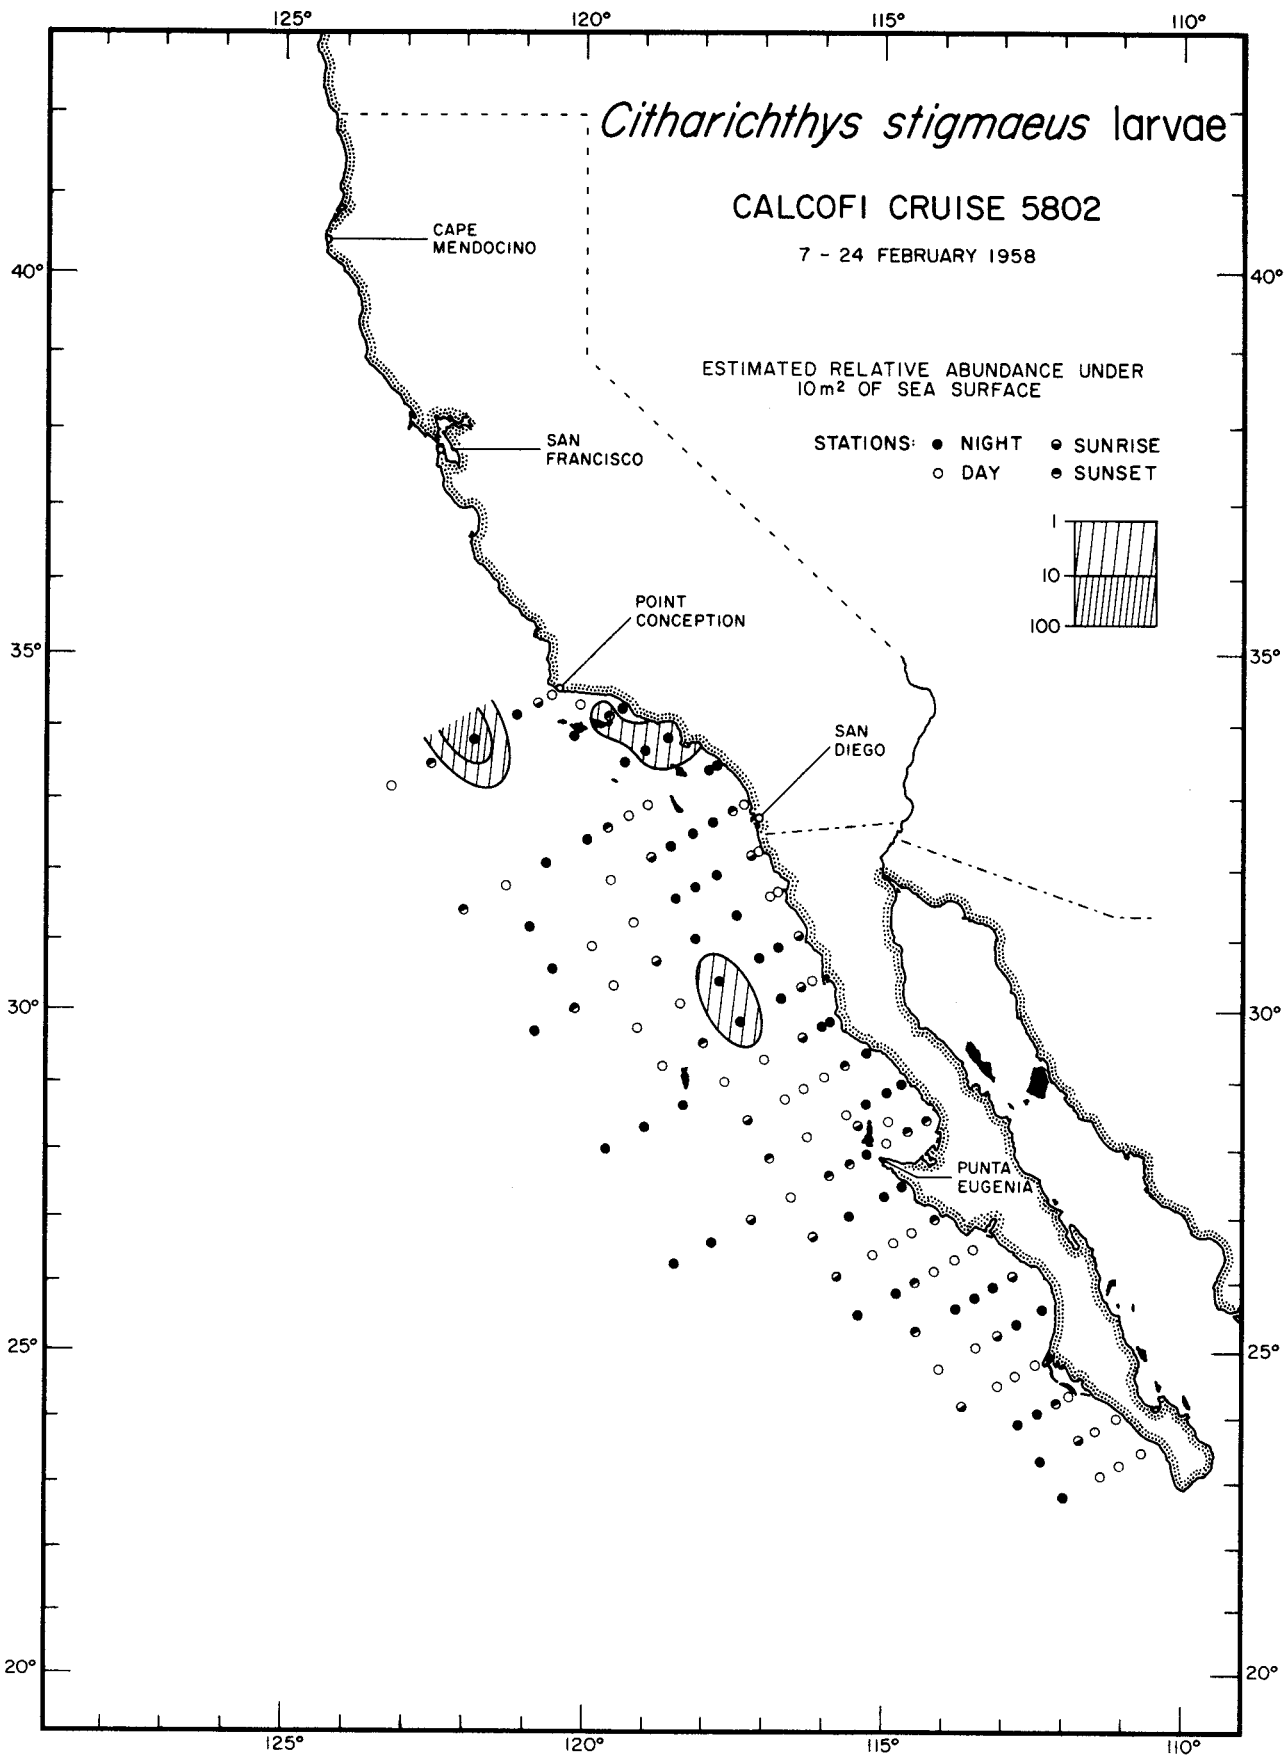 125° 120° 115° 110°
Citharichthys stigmaeus larvae
CALCOFI CRUISE 5802
7 - 24 FEBRUARY 1958
CAPE
MENDOCINO
40° 40°
ESTIMATED RELATIVE ABUNDANCE UNDER
10m² OF SEA SURFACE
STATIONS: NIGHT SUNRISE
DAY SUNSET
SAN
FRANCISCO
1
10
100
POINT
CONCEPTION
35° 35°
SAN
DIEGO
30° 30°
PUNTA
EUGENIA
25° 25°
20° 20°
125° 120° 115° 110°